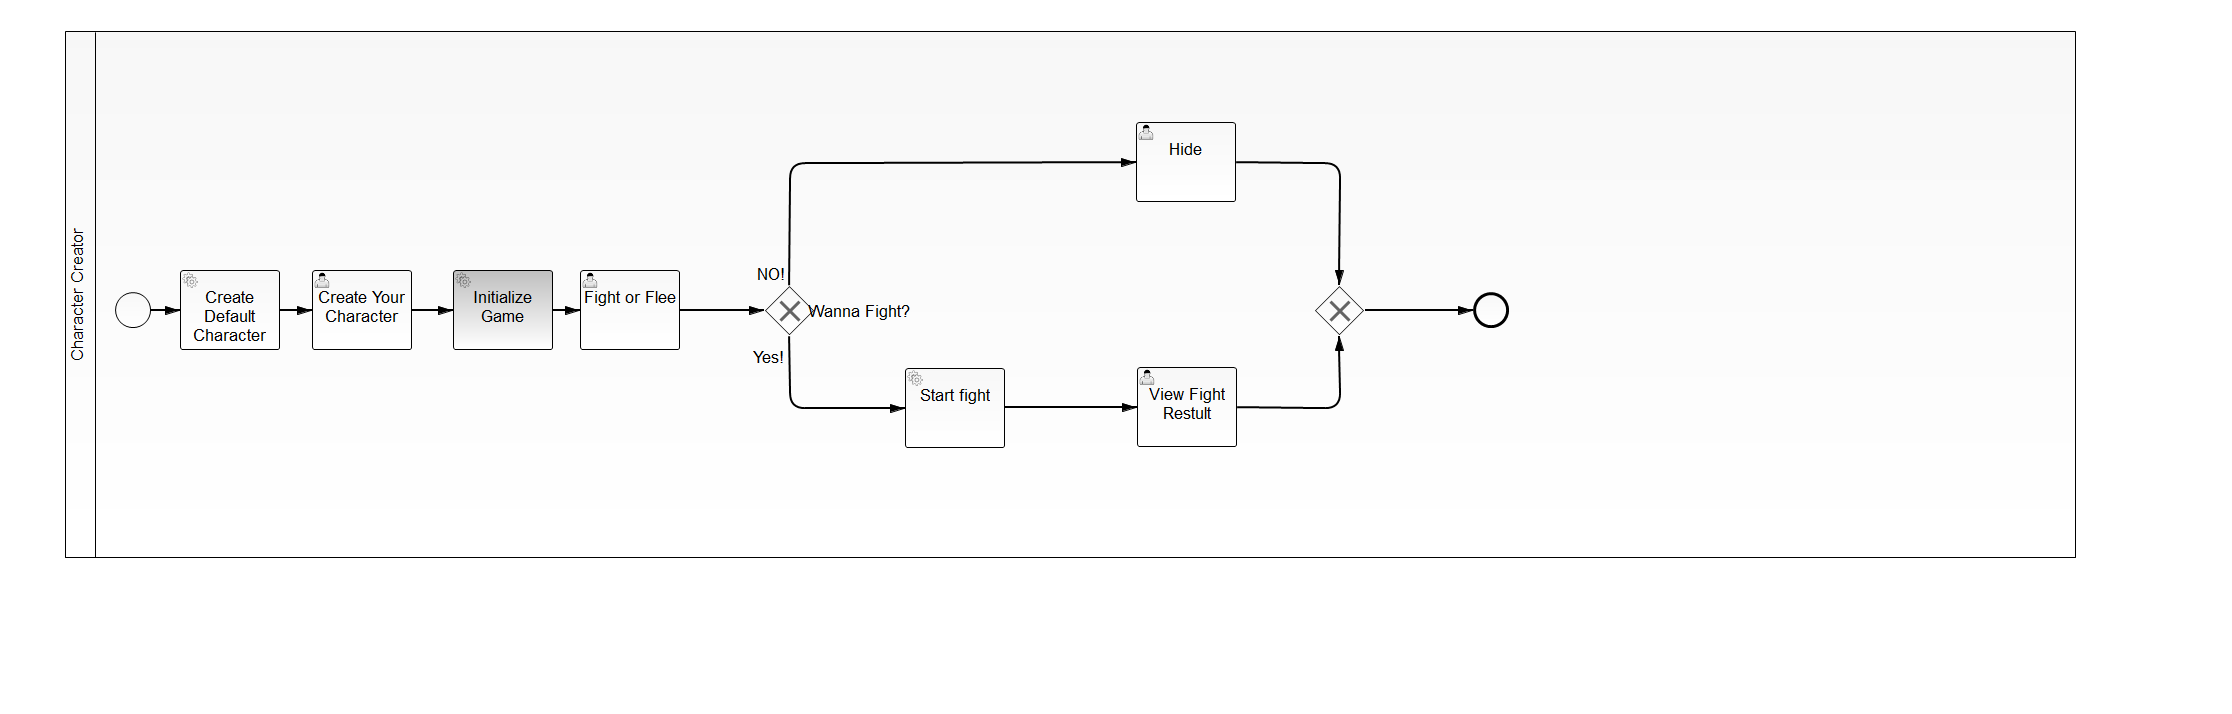 Character Creator
Create
Default
Character
Create Your
Character
Initialize
Game
Fight or Flee
NO!
Wanna Fight?
Yes!
Hide
Start fight
View Fight
Restult